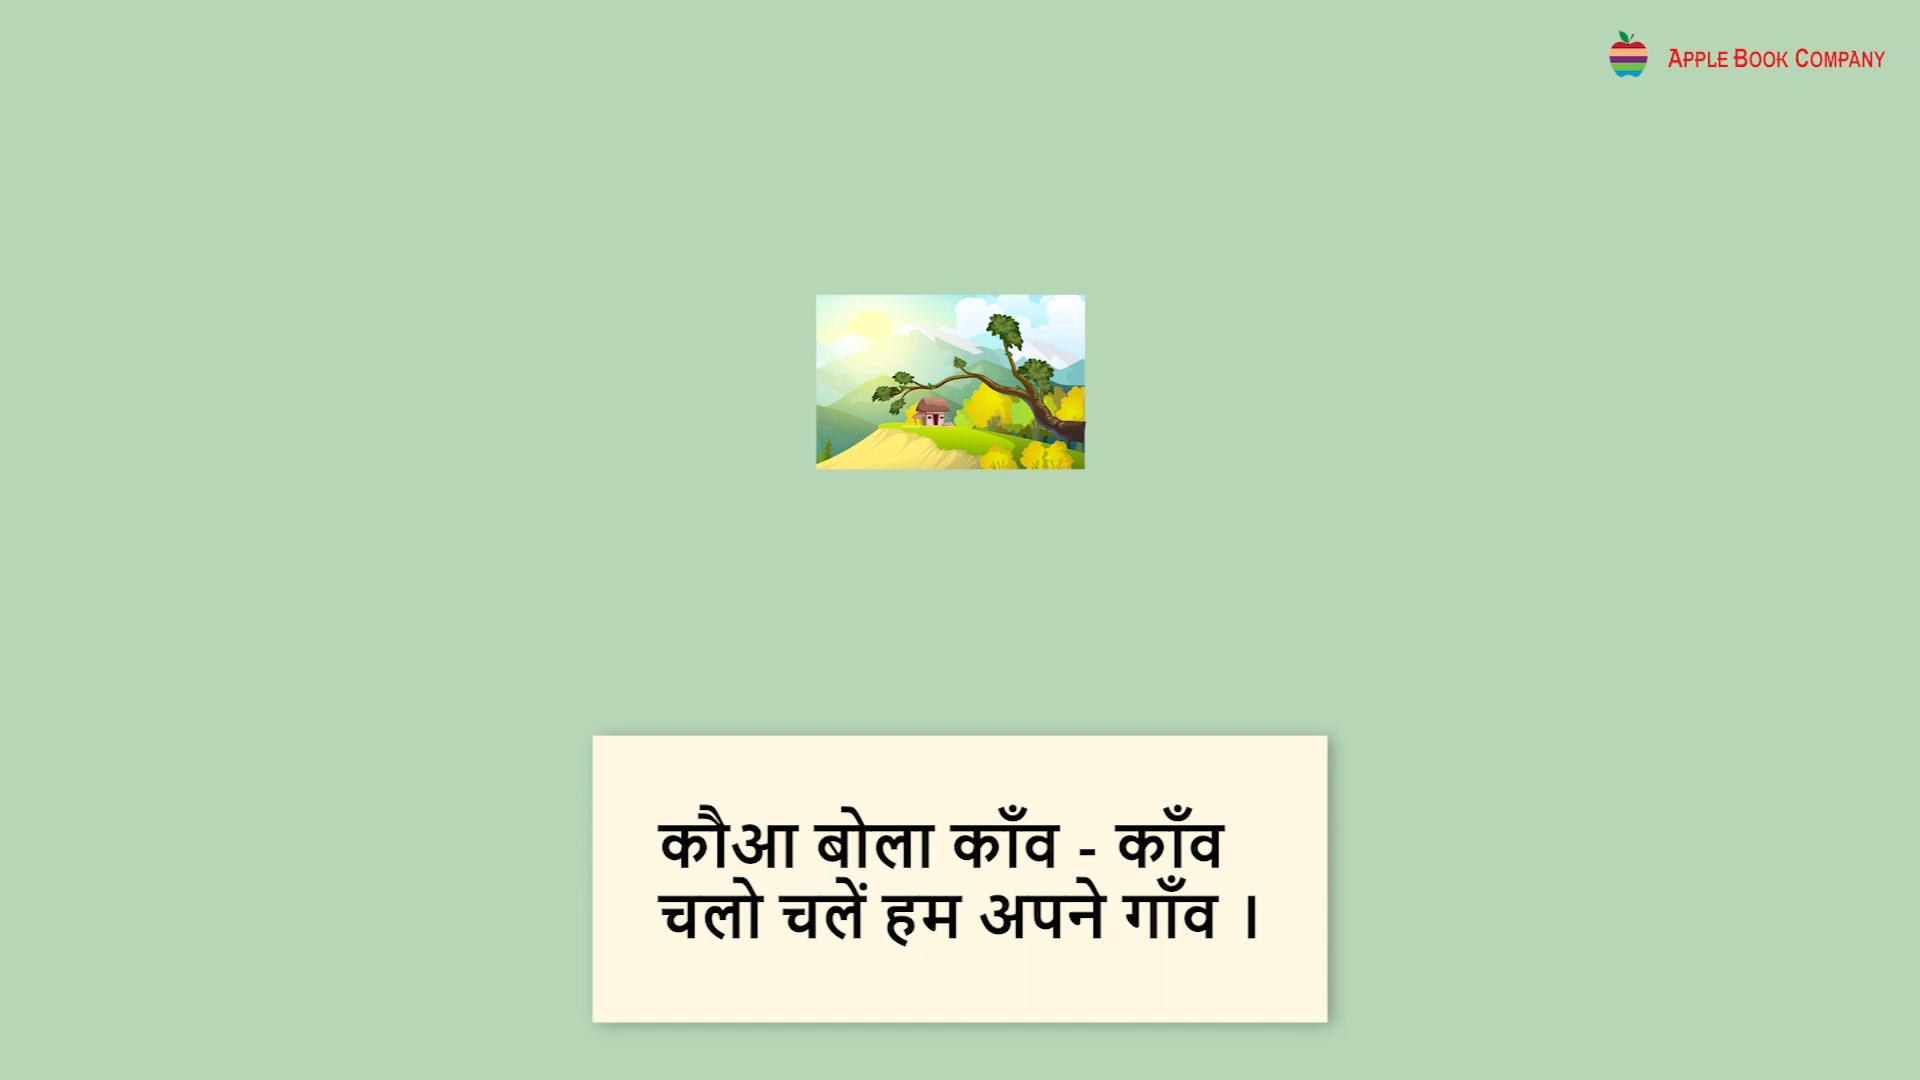 APPLE BOOK COMPANY
कौआ बोला काँव - काँव
चलो चलें हम अपने गाँव ।